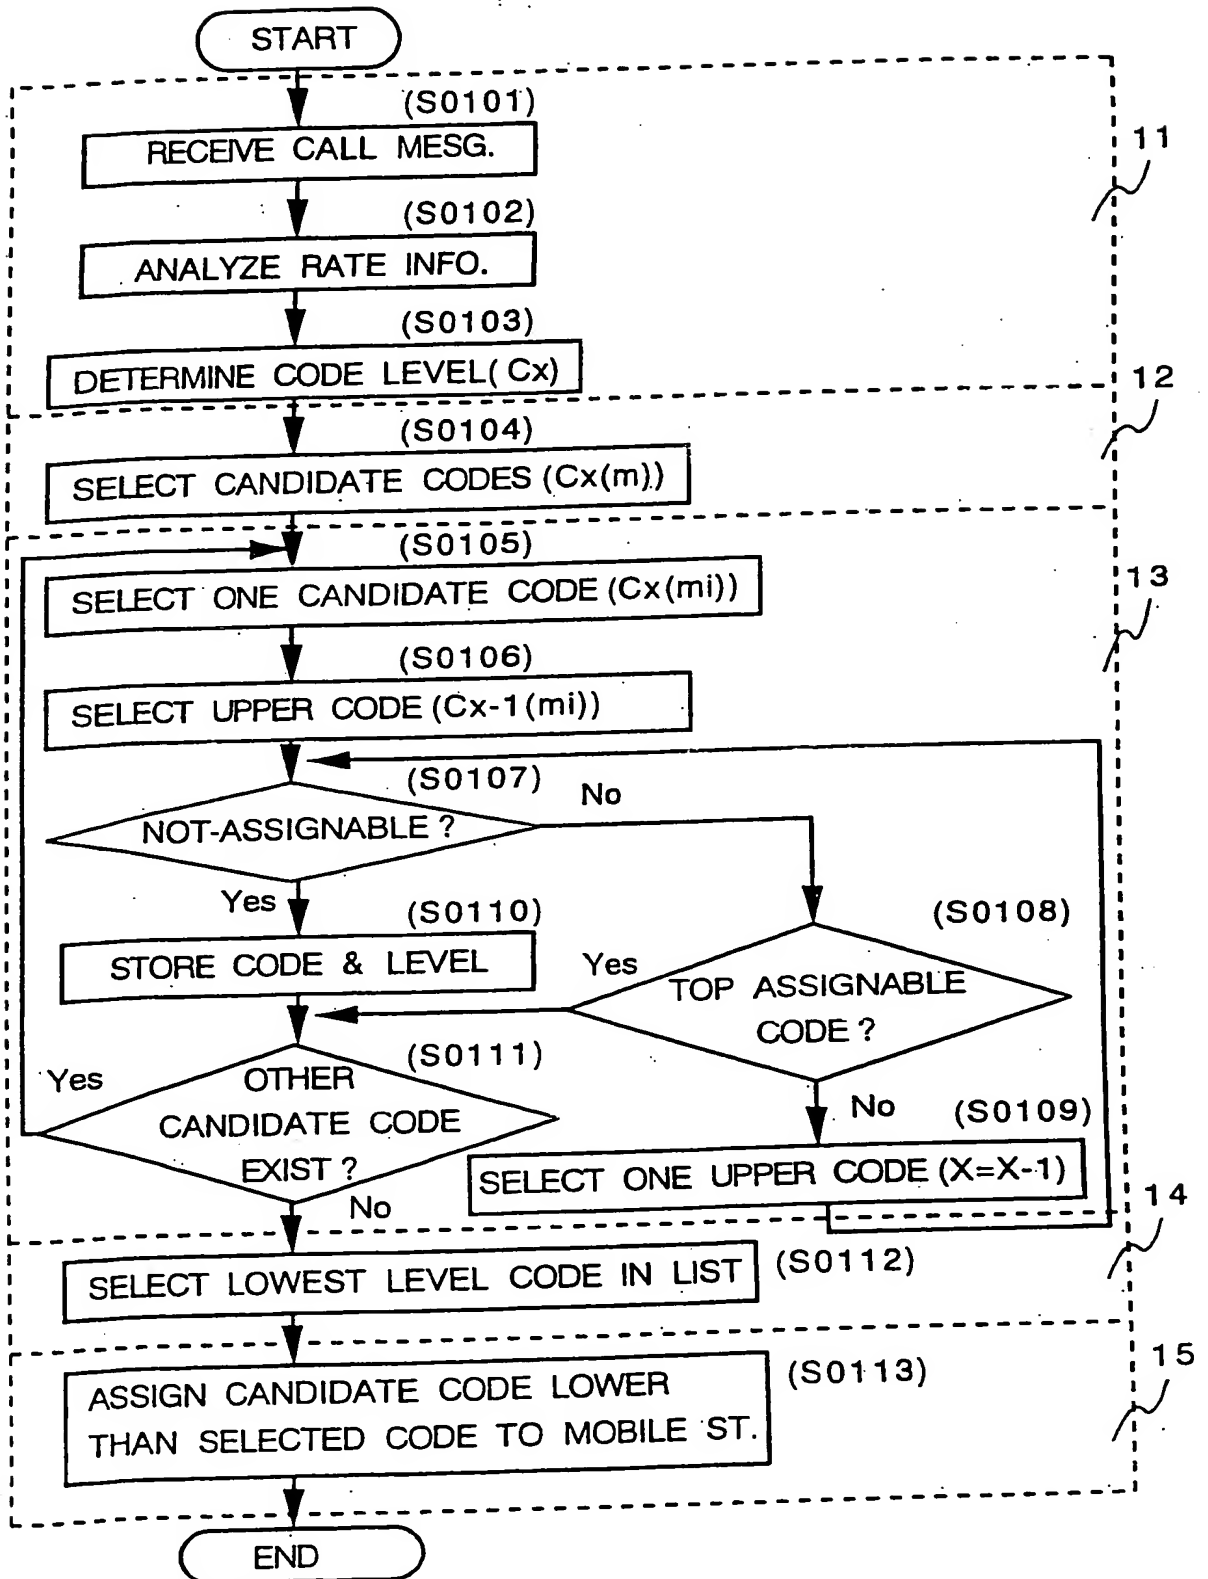 START
(S0101)
RECEIVE CALL MESG.
11
(S0102)
ANALYZE RATE INFO.
(S0103)
DETERMINE CODE LEVEL(Cx)
12
(S0104)
SELECT CANDIDATE CODES (Cx(m))
(S0105)
SELECT ONE CANDIDATE CODE (Cx(mi))
13
(S0106)
SELECT UPPER CODE (Cx-1(mi))
(S0107)
NOT-ASSIGNABLE ?
No
Yes
(S0110)
STORE CODE & LEVEL
(S0108)
Yes
TOP ASSIGNABLE
CODE ?
(S0111)
Yes
OTHER
CANDIDATE CODE
EXIST ?
No
No
(S0109)
SELECT ONE UPPER CODE (X=X-1)
14
SELECT LOWEST LEVEL CODE IN LIST
(S0112)
15
ASSIGN CANDIDATE CODE LOWER
THAN SELECTED CODE TO MOBILE ST.
(S0113)
END